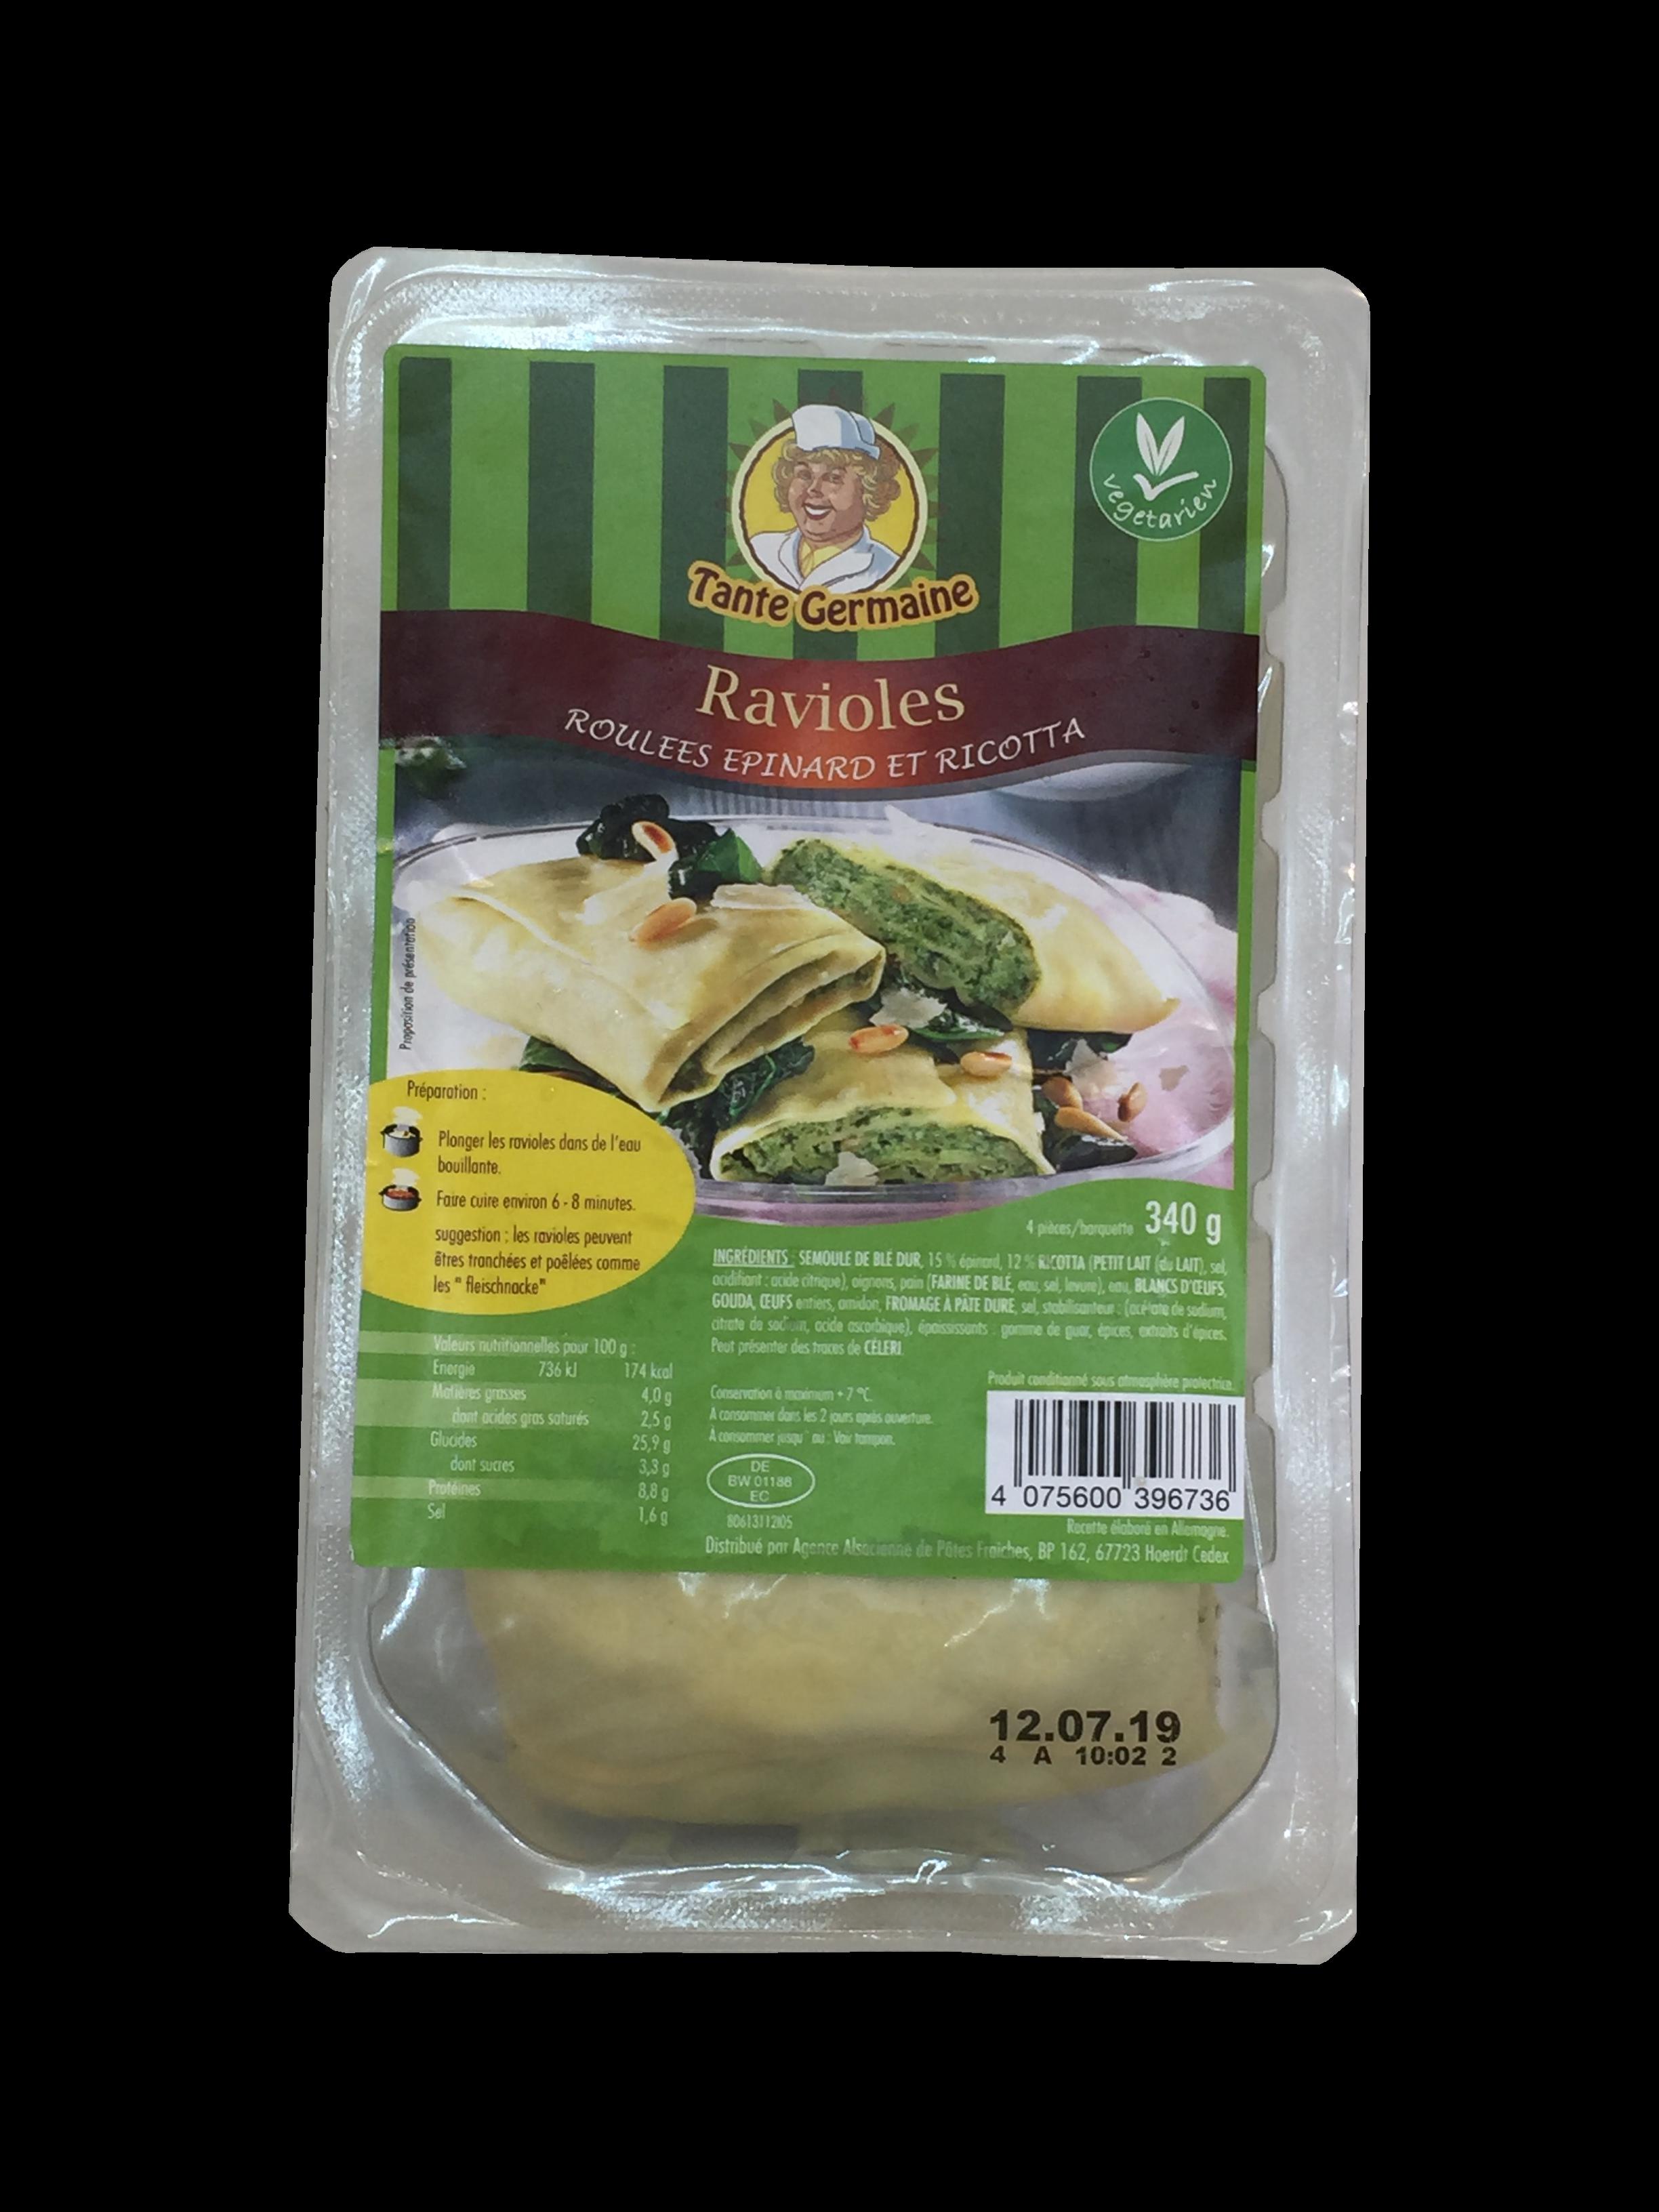 vegetarien
Tante Germaine
Ravioles
ROULEES EPINARD ET RICOTTA
Proposition de présentation
Préparation :
Plonger les ravioles dans de l'eau
bouillante.
Faire cuire environ 6 - 8 minutes.
suggestion : les ravioles peuvent
êtres tranchées et poêlées comme
les " fleischnacke"
4 pièces/barquette 340 g
INGRÉDIENTS : SEMOULE DE BLÉ DUR, 15 % épinard, 12 % RICOTTA (PETIT LAIT (du LAIT), sel,
acidifiant : acide citrique), oignons, pain (FARINE DE BLÉ, eau, sel, levure), eau, BLANCS D'ŒUFS,
GOUDA, ŒUFS entiers, amidon, FROMAGE À PÂTE DURE, sel, stabilisanteur : (acétate de sodium,
citrate de sodium, acide ascorbique), épaississants : gomme de guar, épices, extraits d'épices.
Peut présenter des traces de CÉLERI.
Valeurs nutritionnelles pour 100 g :
Energie 736 kJ 174 kcal
Matières grasses 4,0 g
dont acides gras saturés 2,5 g
Glucides 25,9 g
dont sucres 3,3 g
Protéines 8,8 g
Sel 1,6 g
Conservation à maximum + 7 °C.
A consommer dans les 2 jours après ouverture.
À consommer jusqu' au : Voir tampon.
DE
BW 01188
EC
80613112I05
Produit conditionné sous atmosphère protectrice.
4 075600 396736
Recette élaboré en Allemagne.
Distribué par Agence Alsacienne de Pâtes Fraiches, BP 162, 67723 Hoerdt Cedex
12.07.19
4 A 10:02 2